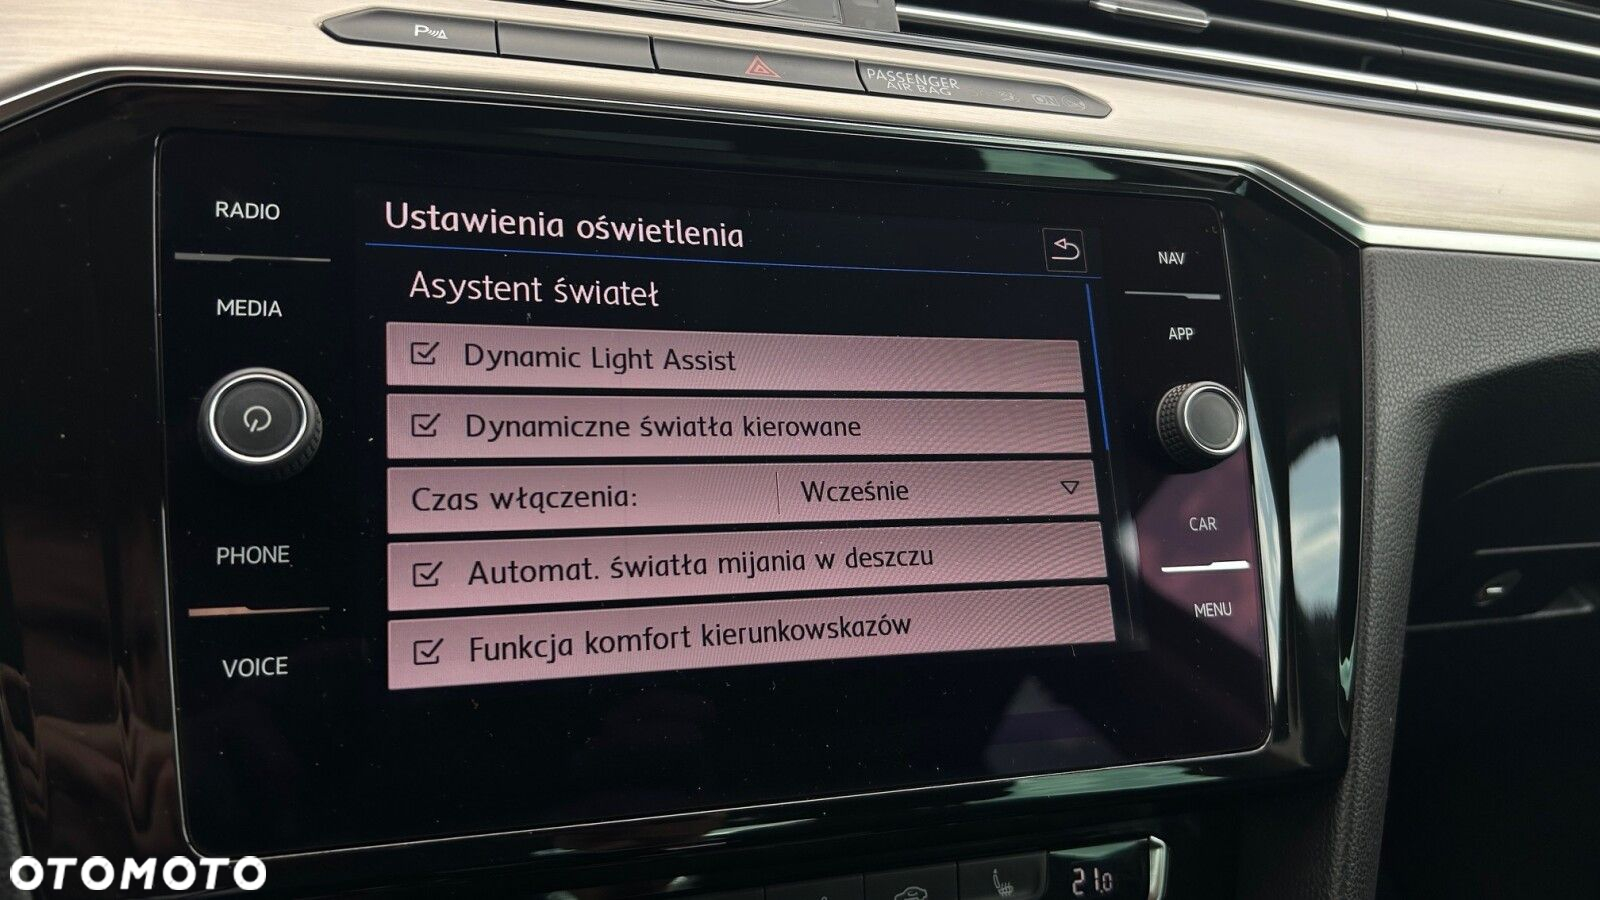 P
PASSENGER
AIR BAG
RADIO
MEDIA
PHONE
VOICE
Ustawienia oświetlenia
Asystent świateł
Dynamic Light Assist
Dynamiczne światła kierowane
Czas włączenia: Wcześnie
Automat. światła mijania w deszczu
Funkcja komfort kierunkowskazów
NAV
APP
CAR
MENU
21.0
OTOMOTO